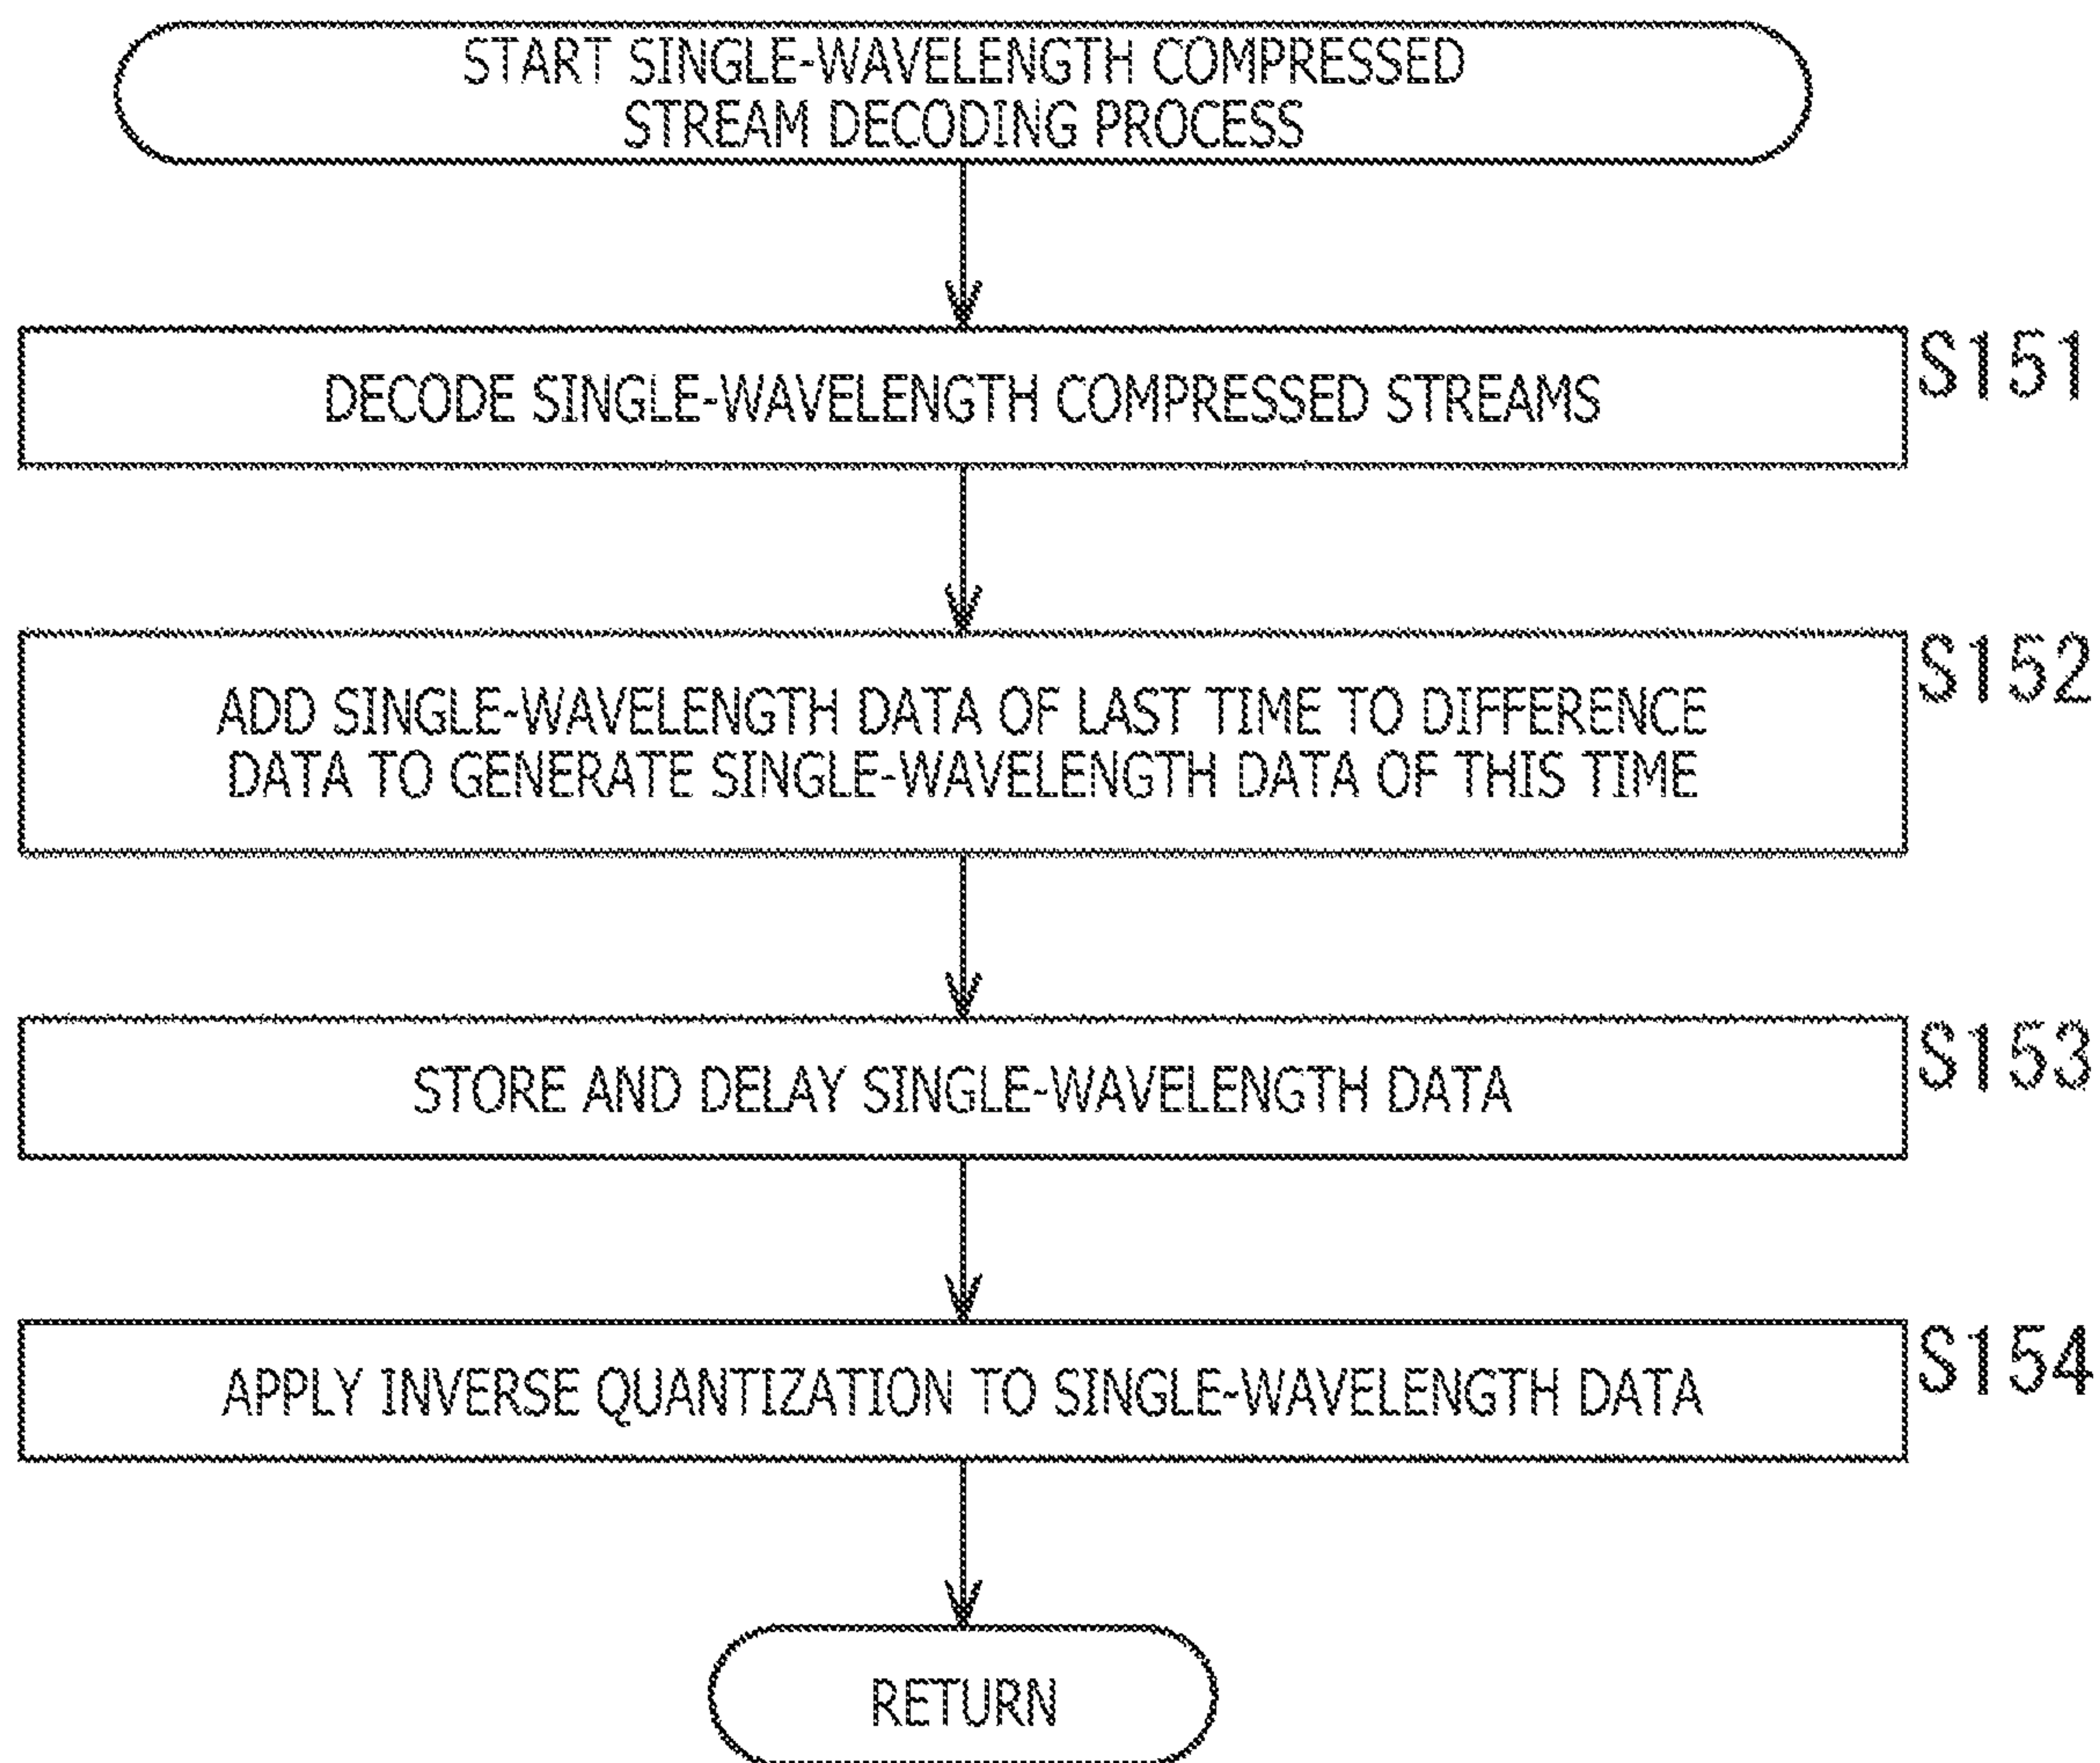 START SINGLE-WAVELENGTH COMPRESSED
STREAM DECODING PROCESS
DECODE SINGLE-WAVELENGTH COMPRESSED STREAMS
S151
ADD SINGLE-WAVELENGTH DATA OF LAST TIME TO DIFFERENCE
DATA TO GENERATE SINGLE-WAVELENGTH DATA OF THIS TIME
S152
STORE AND DELAY SINGLE-WAVELENGTH DATA
S153
APPLY INVERSE QUANTIZATION TO SINGLE-WAVELENGTH DATA
S154
RETURN